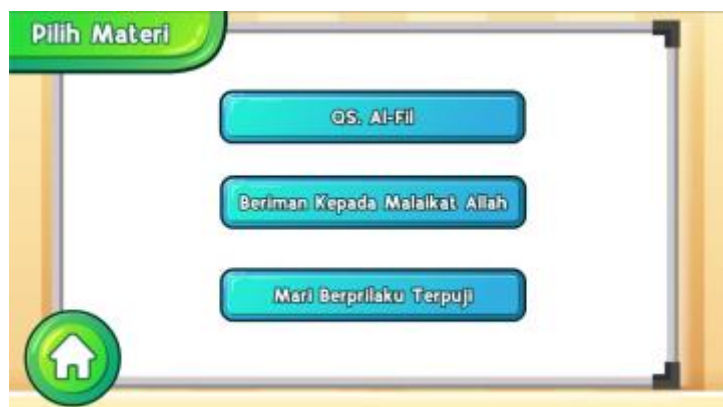 Pilih Materi
QS. Al-Fil
Beriman Kepada Malaikat Allah
Mari Berprilaku Terpuji